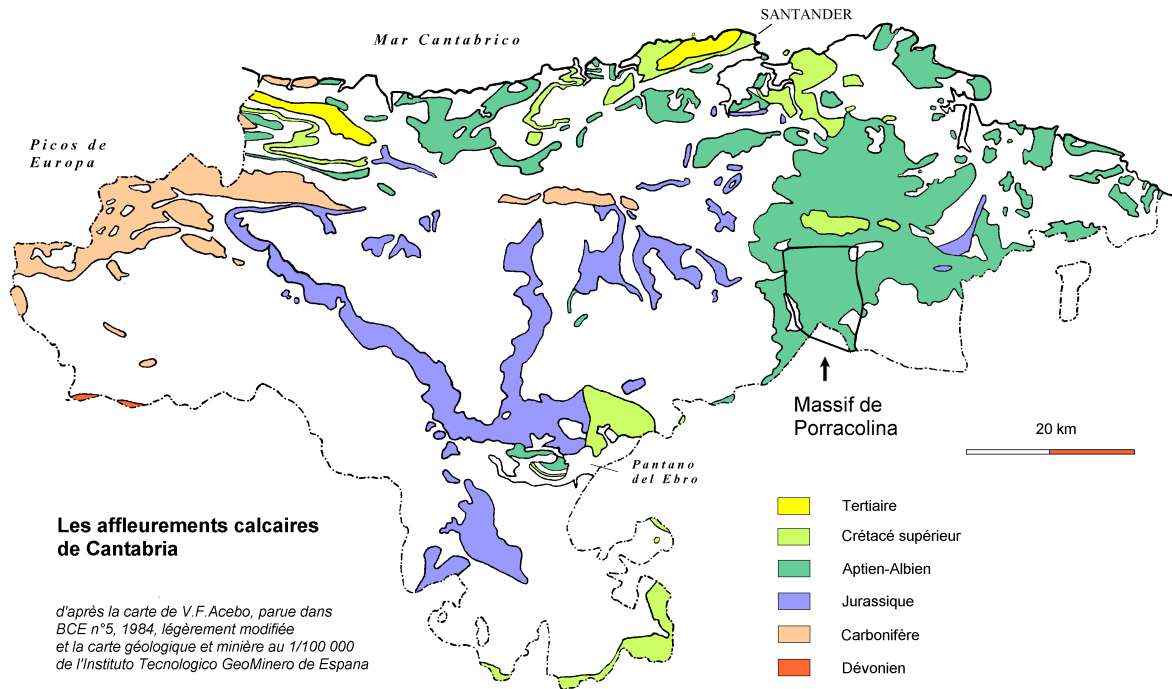 SANTANDER
Mar Cantabrico
Picos de
Europa
Massif de
Porracolina
20 km
Pantano
del Ebro
Les affleurements calcaires
de Cantabria
d'après la carte de V.F.Acebo, parue dans
BCE n°5, 1984, légèrement modifiée
et la carte géologique et minière au 1/100 000
de l'Instituto Tecnologico GeoMinero de Espana
Tertiaire
Crétacé supérieur
Aptien-Albien
Jurassique
Carbonifère
Dévonien